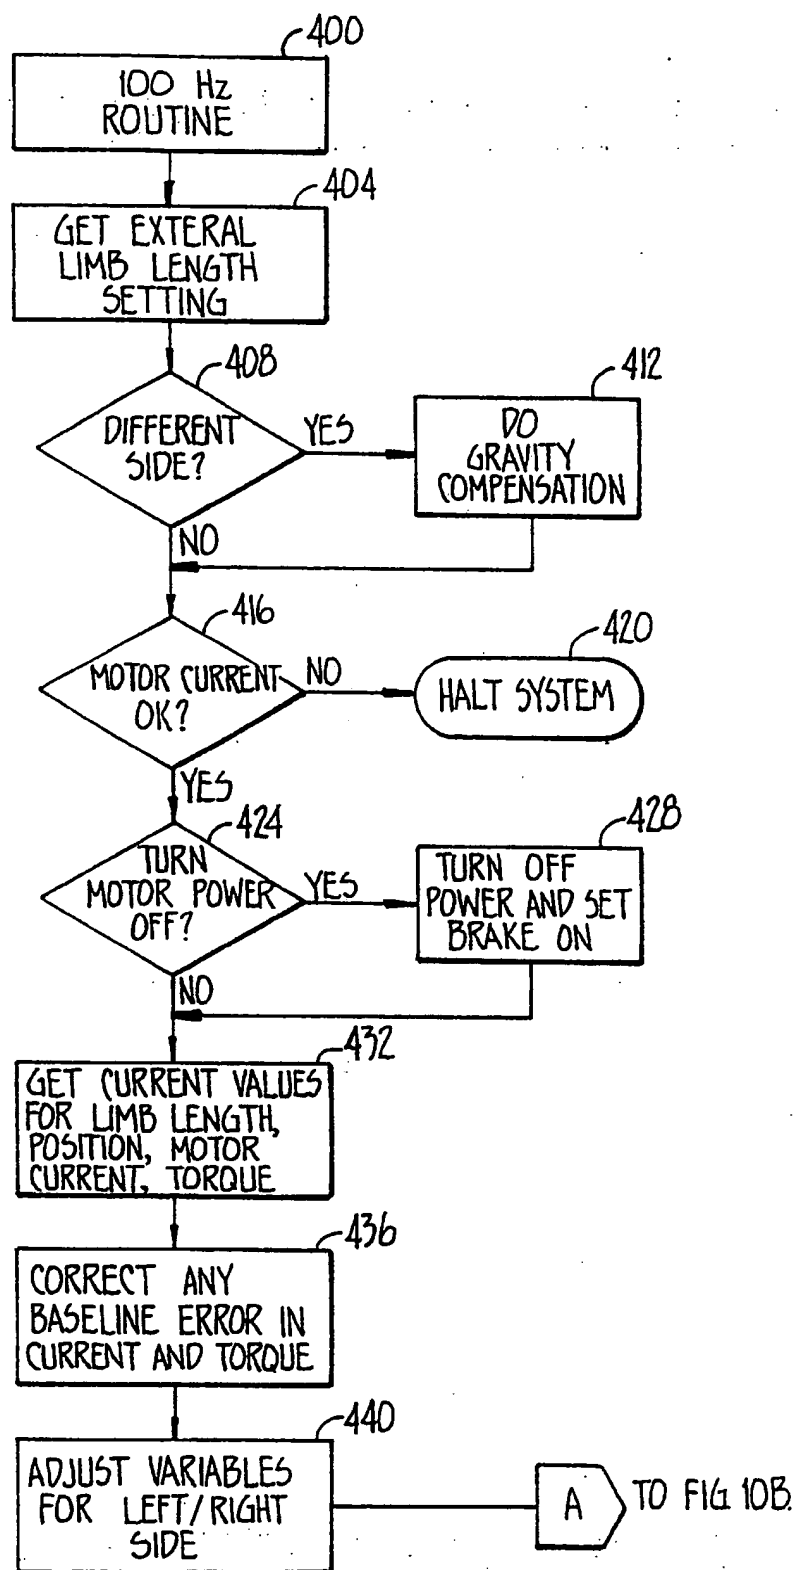 400
100 Hz
ROUTINE
404
GET EXTERAL
LIMB LENGTH
SETTING
408
DIFFERENT
SIDE?
YES
412
DO
GRAVITY
COMPENSATION
NO
416
MOTOR CURRENT
OK?
NO
420
HALT SYSTEM
YES
424
TURN
MOTOR POWER
OFF?
YES
428
TURN OFF
POWER AND SET
BRAKE ON
NO
432
GET CURRENT VALUES
FOR LIMB LENGTH,
POSITION, MOTOR
CURRENT, TORQUE
436
CORRECT ANY
BASELINE ERROR IN
CURRENT AND TORQUE
440
ADJUST VARIABLES
FOR LEFT/RIGHT
SIDE
A
TO FIG 10B.